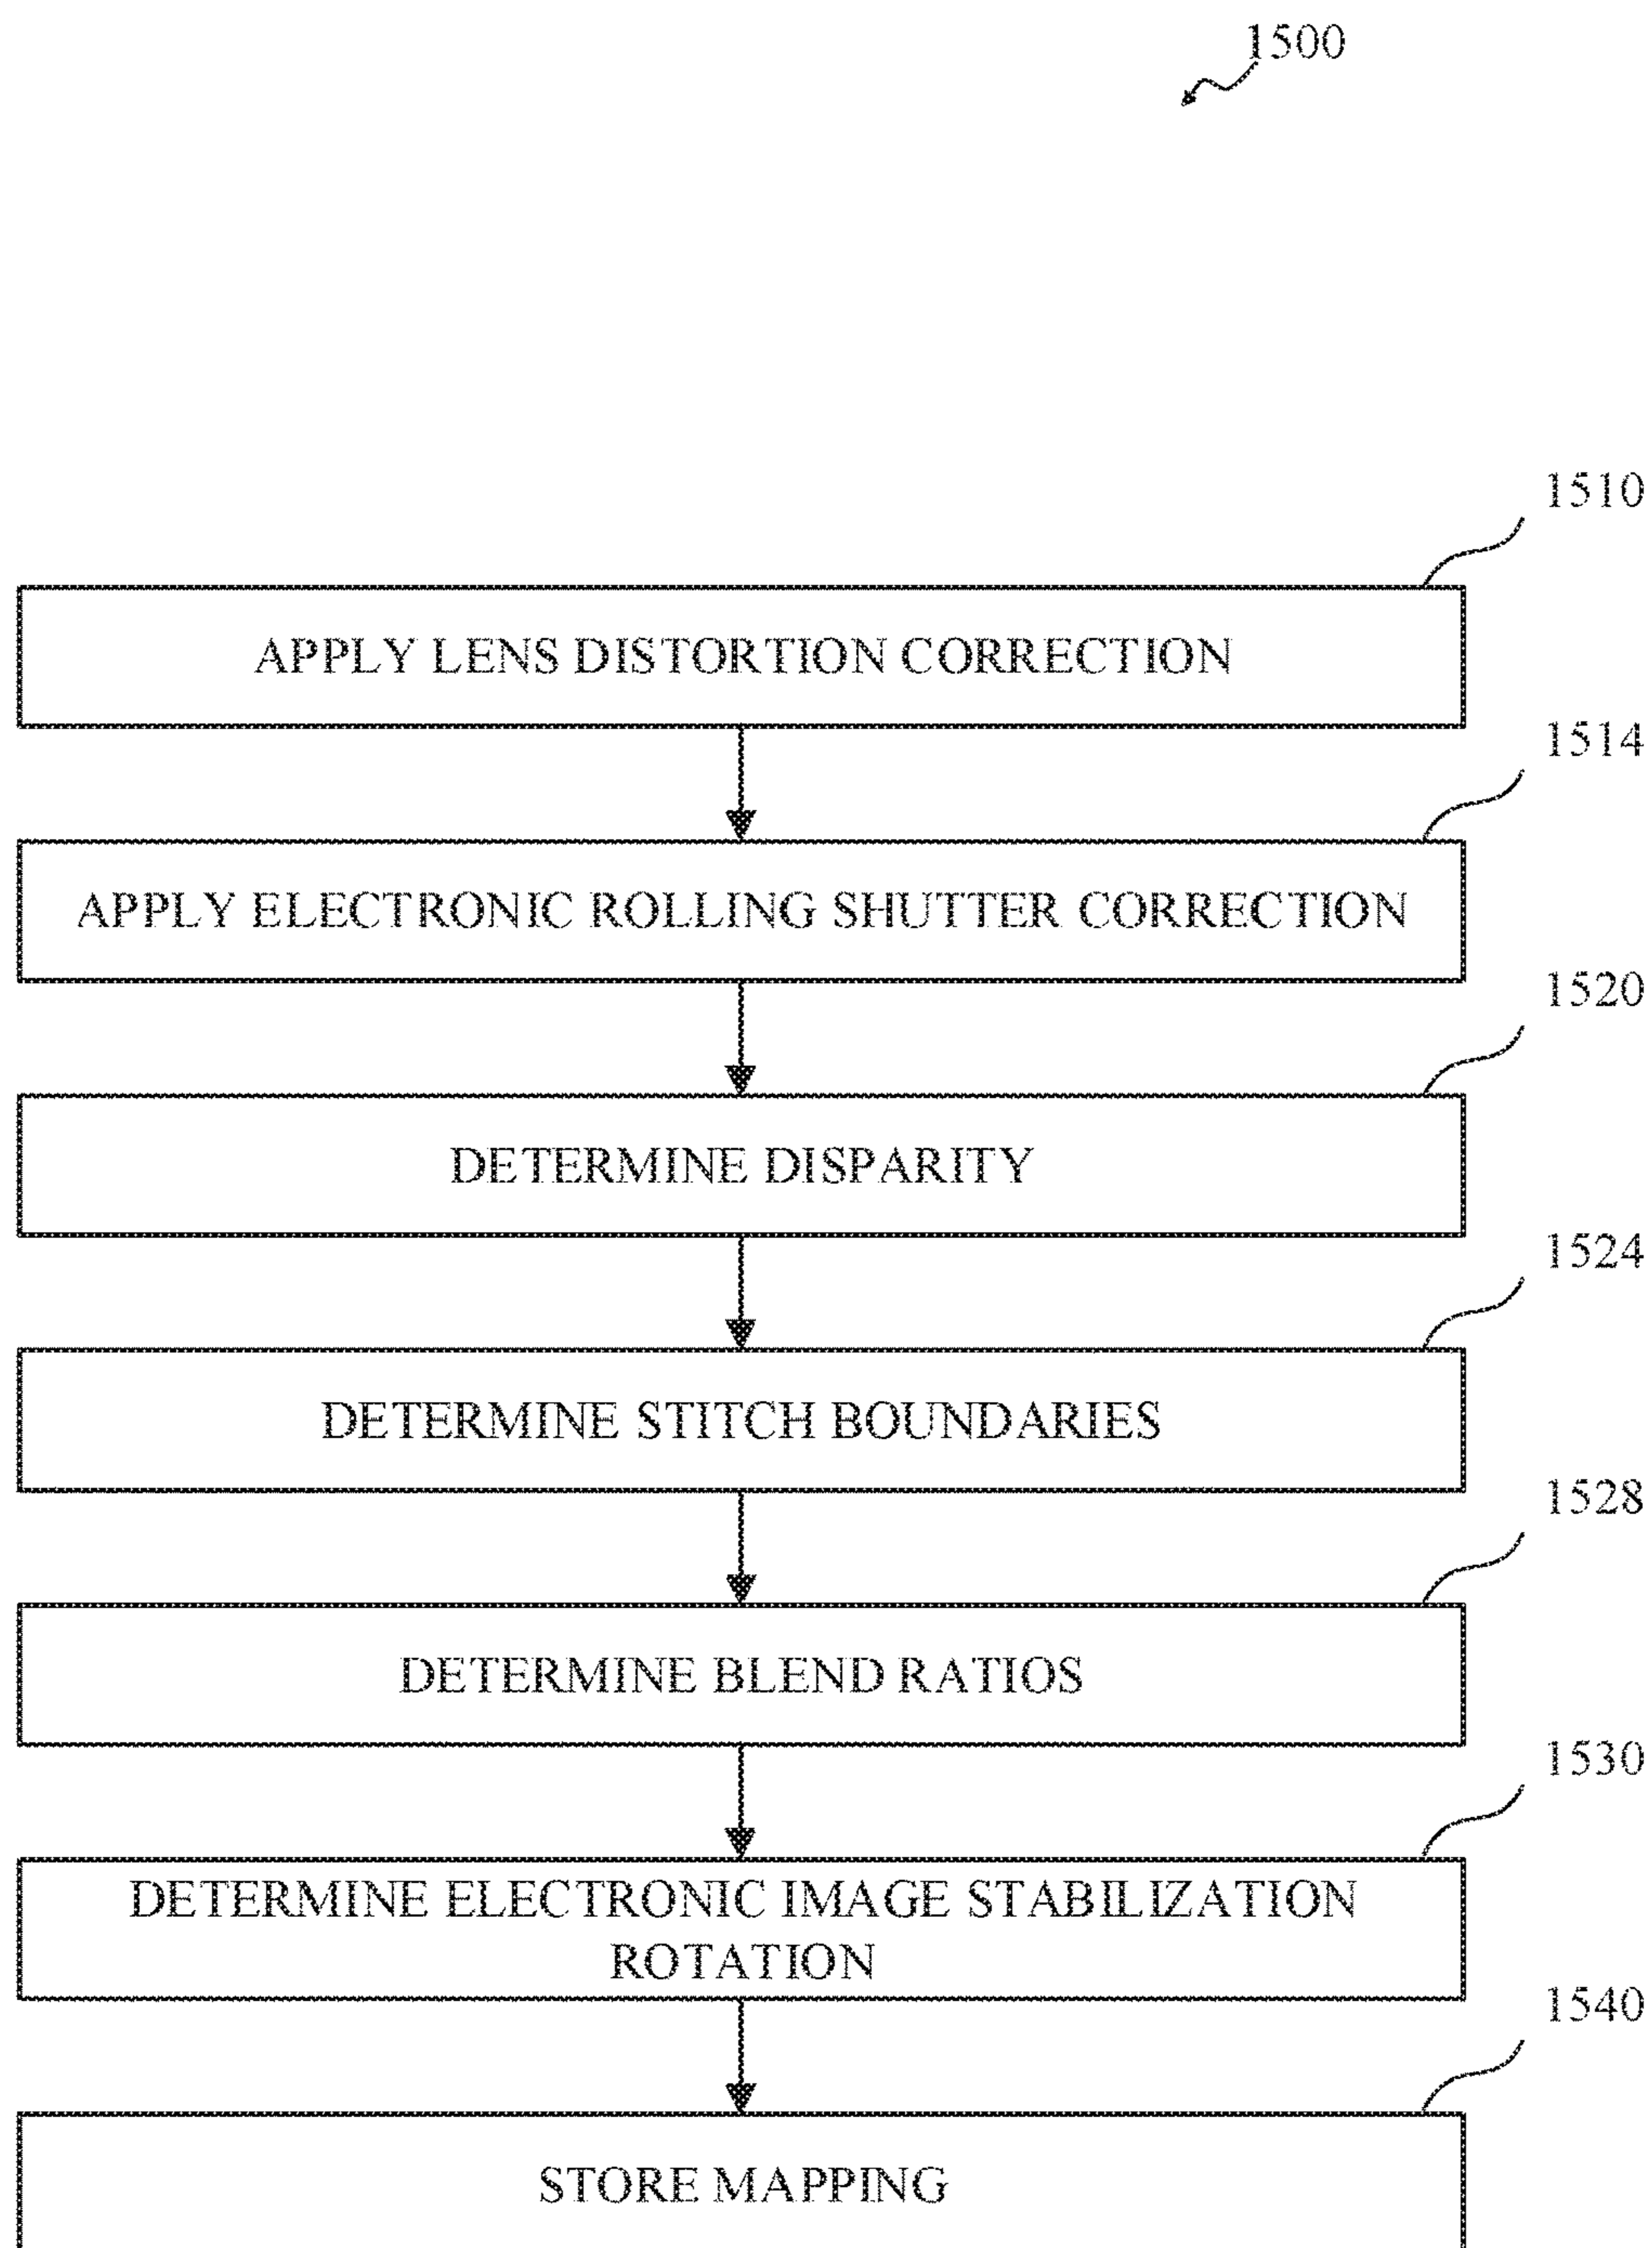 1500
1510
APPLY LENS DISTORTION CORRECTION
1514
APPLY ELECTRONIC ROLLING SHUTTER CORRECTION
1520
DETERMINE DISPARITY
1524
DETERMINE STITCH BOUNDARIES
1528
DETERMINE BLEND RATIOS
1530
DETERMINE ELECTRONIC IMAGE STABILIZATION
ROTATION
1540
STORE MAPPING